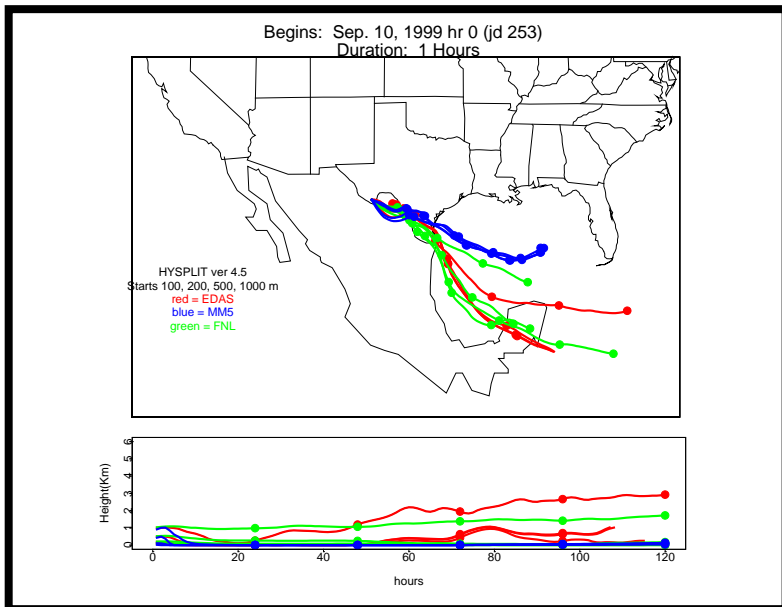 Begins: Sep. 10, 1999 hr 0 (jd 253)
Duration: 1 Hours
HYSPLIT ver 4.5
Starts 100, 200, 500, 1000 m
red = EDAS
blue = MM5
green = FNL
Height(Km)
6
5
4
3
2
1
0
0 20 40 60 80 100 120
hours